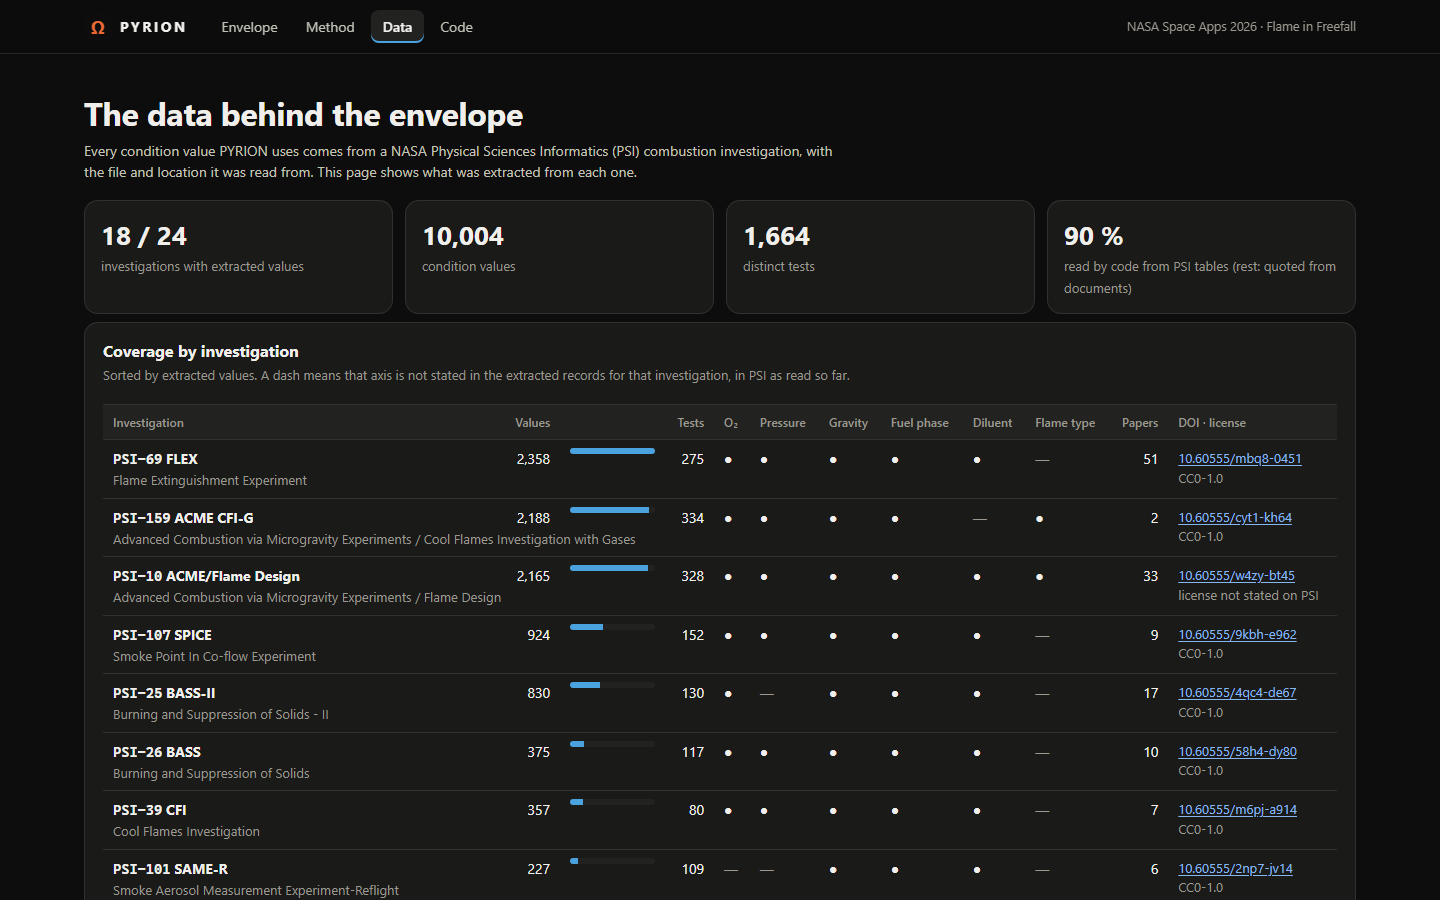 Ω PYRION Envelope Method Data Code NASA Space Apps 2026 · Flame in Freefall
The data behind the envelope
Every condition value PYRION uses comes from a NASA Physical Sciences Informatics (PSI) combustion investigation, with
the file and location it was read from. This page shows what was extracted from each one.
18 / 24
investigations with extracted values
10,004
condition values
1,664
distinct tests
90 %
read by code from PSI tables (rest: quoted from
documents)
Coverage by investigation
Sorted by extracted values. A dash means that axis is not stated in the extracted records for that investigation, in PSI as read so far.
Investigation Values Tests O₂ Pressure Gravity Fuel phase Diluent Flame type Papers DOI · license
PSI-69 FLEX 2,358 275 ● ● ● ● ● — 51 10.60555/mbq8-0451
Flame Extinguishment Experiment CC0-1.0
PSI-159 ACME CFI-G 2,188 334 ● ● ● ● — ● 2 10.60555/cyt1-kh64
Advanced Combustion via Microgravity Experiments / Cool Flames Investigation with Gases CC0-1.0
PSI-10 ACME/Flame Design 2,165 328 ● ● ● ● ● ● 33 10.60555/w4zy-bt45
Advanced Combustion via Microgravity Experiments / Flame Design license not stated on PSI
PSI-107 SPICE 924 152 ● ● ● ● ● — 9 10.60555/9kbh-e962
Smoke Point In Co-flow Experiment CC0-1.0
PSI-25 BASS-II 830 130 ● — ● ● ● — 17 10.60555/4qc4-de67
Burning and Suppression of Solids - II CC0-1.0
PSI-26 BASS 375 117 ● ● ● ● ● — 10 10.60555/58h4-dy80
Burning and Suppression of Solids CC0-1.0
PSI-39 CFI 357 80 ● ● ● ● ● — 7 10.60555/m6pj-a914
Cool Flames Investigation CC0-1.0
PSI-101 SAME-R 227 109 — — ● ● ● — 6 10.60555/2np7-jv14
Smoke Aerosol Measurement Experiment-Reflight CC0-1.0